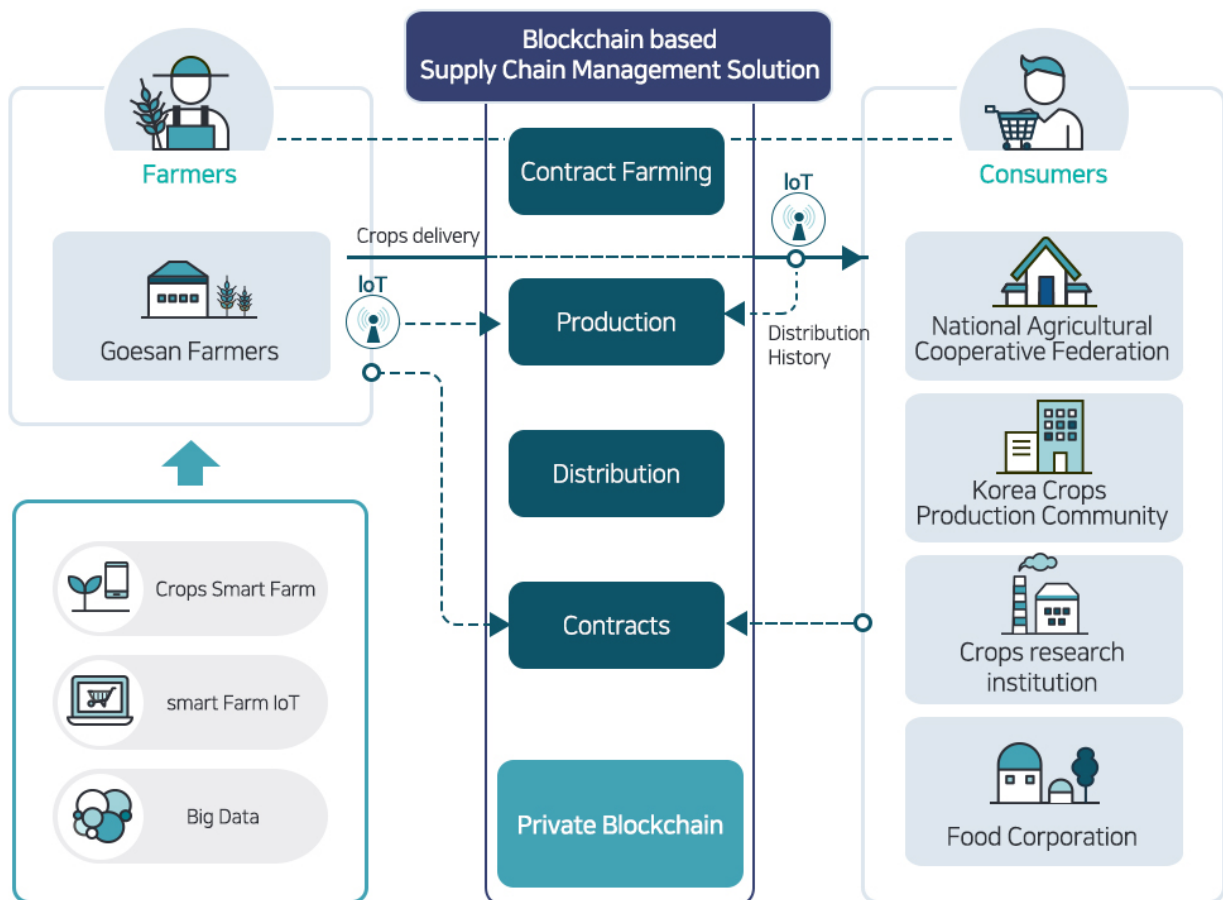 Blockchain based
Supply Chain Management Solution
Farmers
Consumers
Contract Farming
IoT
Crops delivery
IoT
Goesan Farmers
Production
Distribution
History
National Agricultural
Cooperative Federation
Distribution
Korea Crops
Production Community
Crops Smart Farm
Contracts
Crops research
institution
smart Farm IoT
Big Data
Private Blockchain
Food Corporation